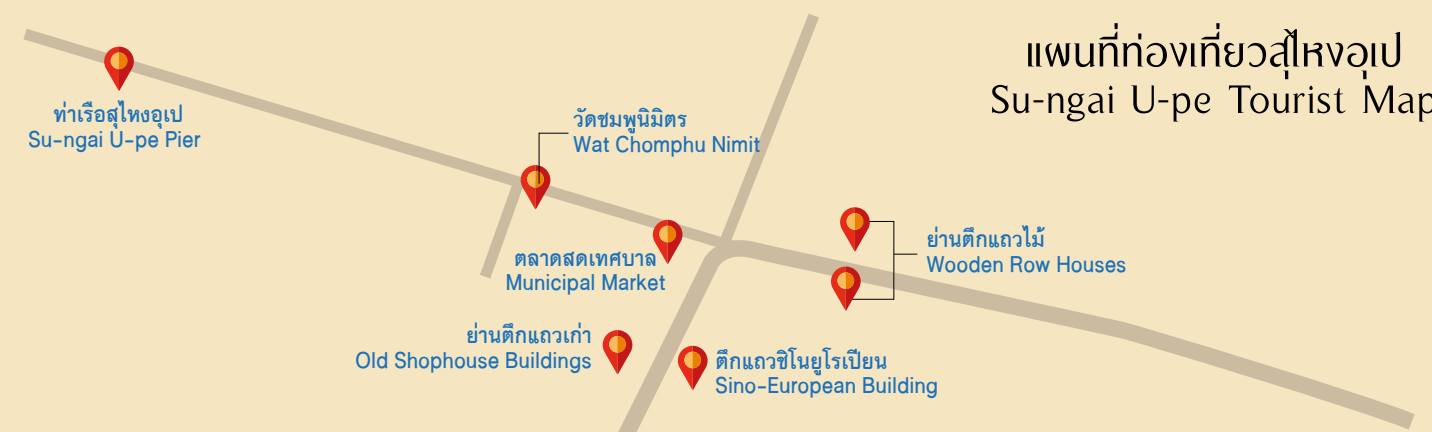 แผนที่ท่องเที่ยวสุไหงอุเป
Su-ngai U-pe Tourist Map
ท่าเรือสุไหงอุเป
Su-ngai U-pe Pier
วัดชมพูนิมิตร
Wat Chomphu Nimit
ตลาดสดเทศบาล
Municipal Market
ย่านตึกแถวไม้
Wooden Row Houses
ย่านตึกแถวเก่า
Old Shophouse Buildings
ตึกแถวชิโนยูโรเปียน
Sino-European Building